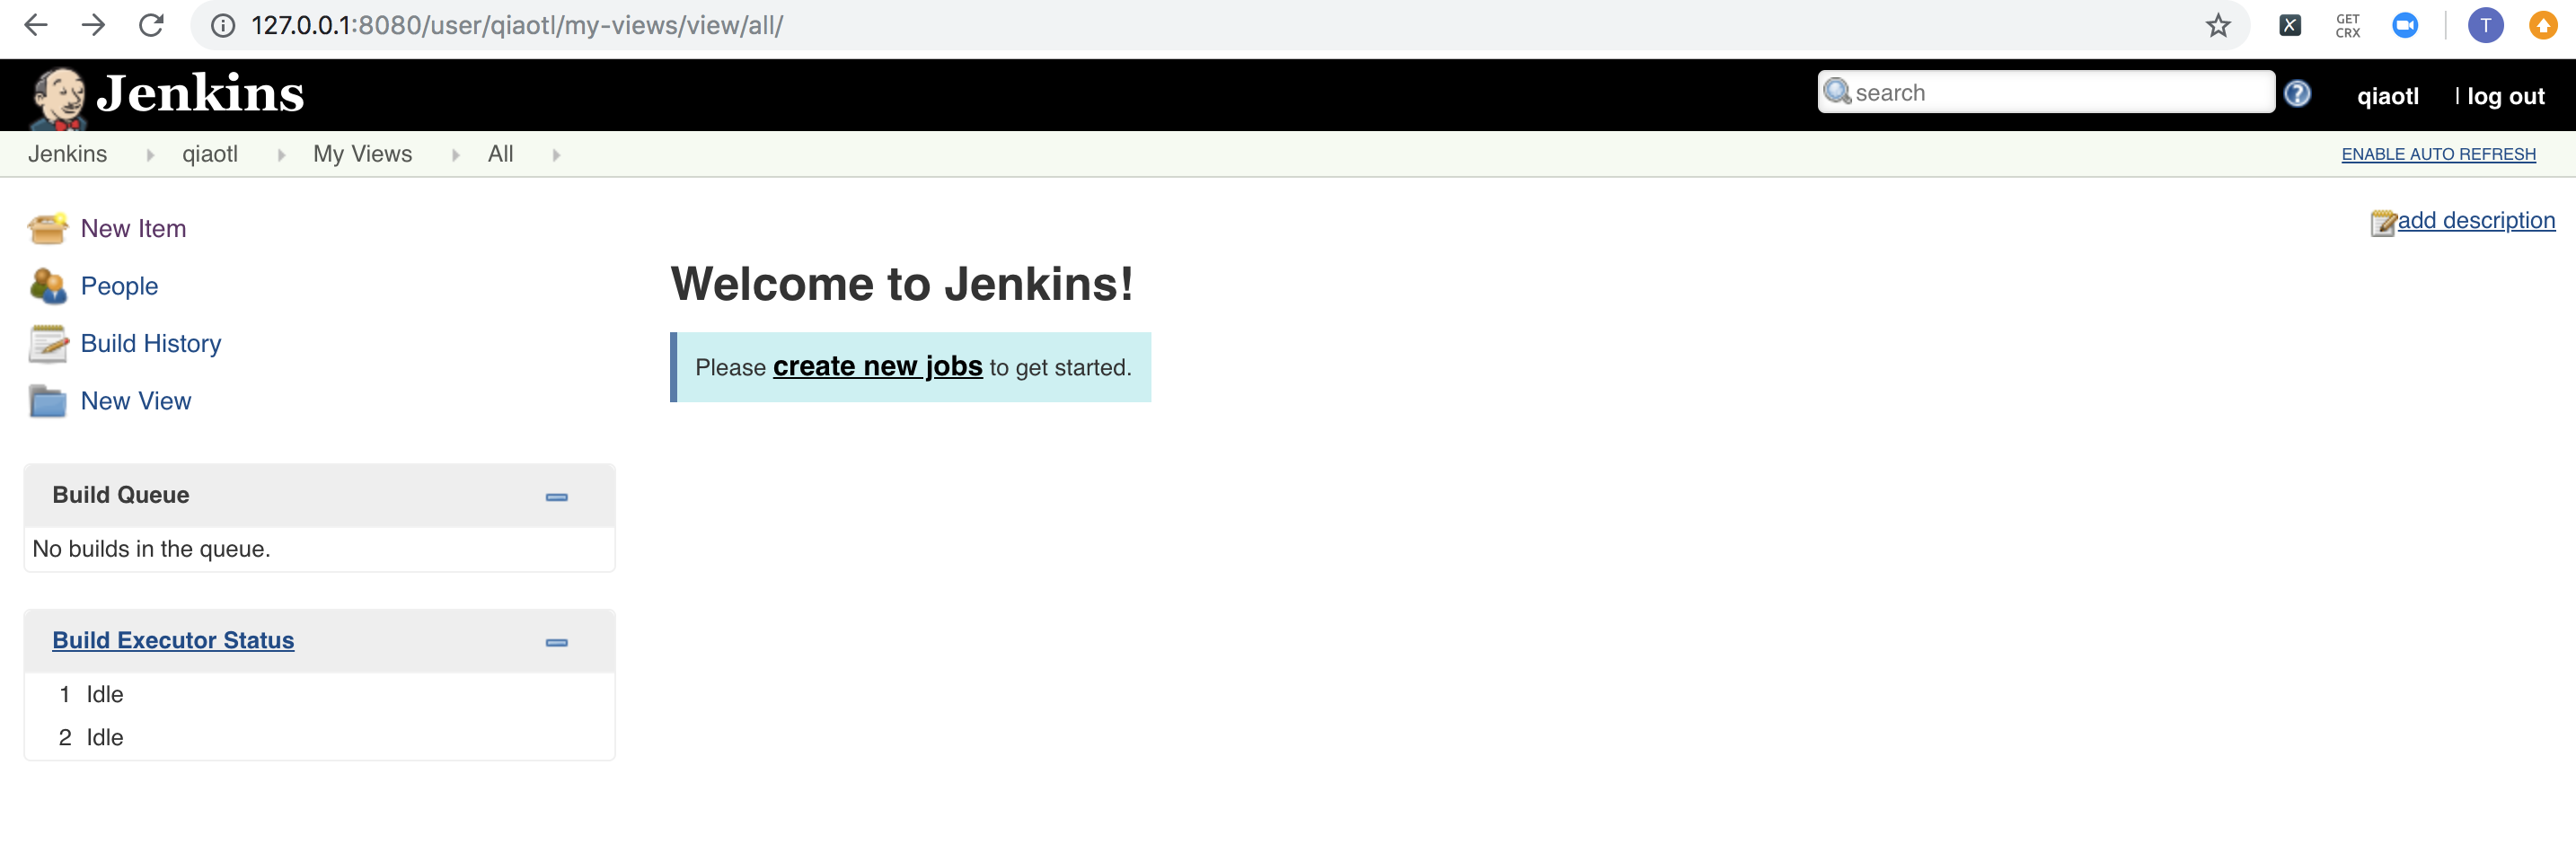 127.0.0.1:8080/user/qiaotl/my-views/view/all/
GET
CRX
T
Jenkins
search
qiaotl | log out
Jenkins qiaotl My Views All
ENABLE AUTO REFRESH
New Item
People
Build History
New View
add description
Welcome to Jenkins!
Please create new jobs to get started.
Build Queue
No builds in the queue.
Build Executor Status
1 Idle
2 Idle